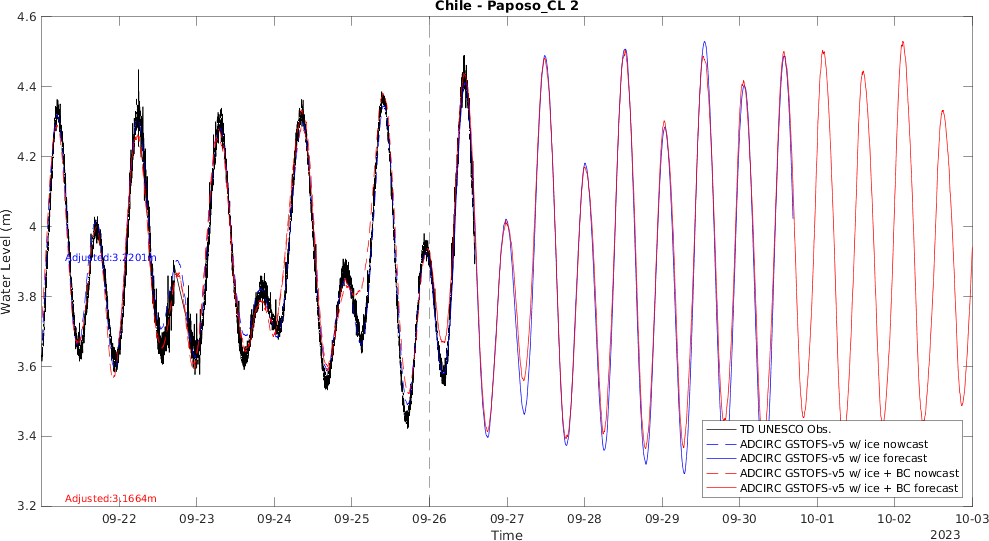 Chile - Paposo_CL 2
4.6
4.4
4.2
4
3.8
3.6
3.4
3.2
Water Level (m)
Adjusted:3.2201m
Adjusted:3.1664m
TD UNESCO Obs.
ADCIRC GSTOFS-v5 w/ ice nowcast
ADCIRC GSTOFS-v5 w/ ice forecast
ADCIRC GSTOFS-v5 w/ ice + BC nowcast
ADCIRC GSTOFS-v5 w/ ice + BC forecast
09-22 09-23 09-24 09-25 09-26 09-27 09-28 09-29 09-30 10-01 10-02 10-03
Time
2023